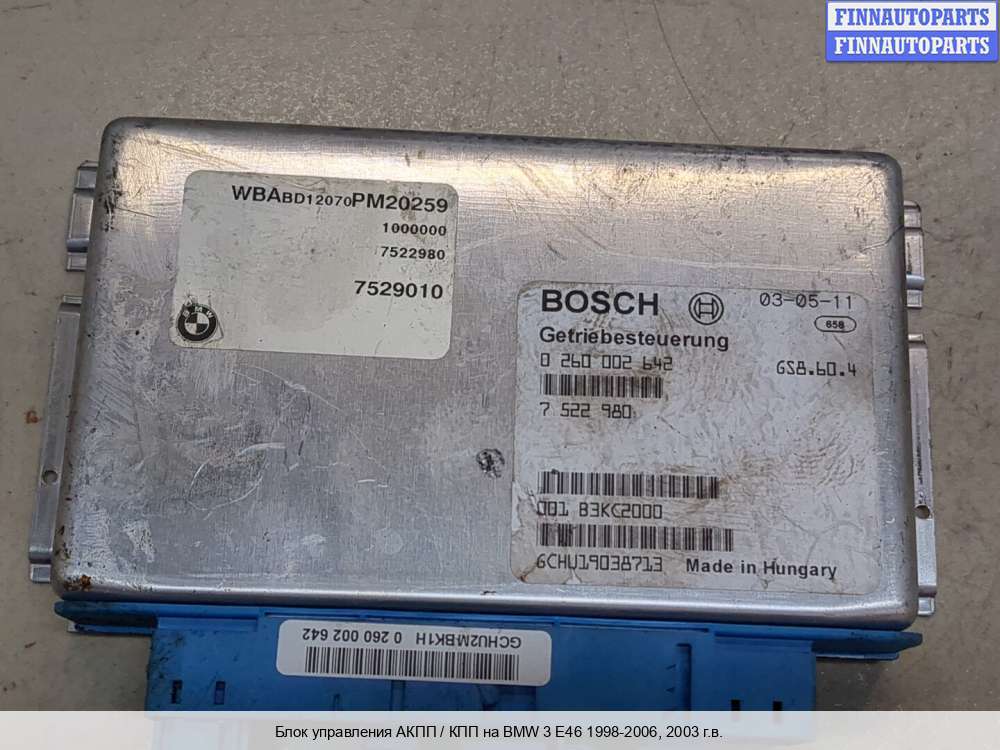 FINNAUTOPARTS
FINNAUTOPARTS
WBABD12070PM20259
1000000
7522980
7529010
BMW
BOSCH
03-05-11
658
Getriebesteuerung
0 260 002 642
GS8.60.4
7 522 980
001 B3KC2000
GCHU19038713 Made in Hungary
GCHU2MBK1H 0 260 002 642
Блок управления АКПП / КПП на BMW 3 E46 1998-2006, 2003 г.в.